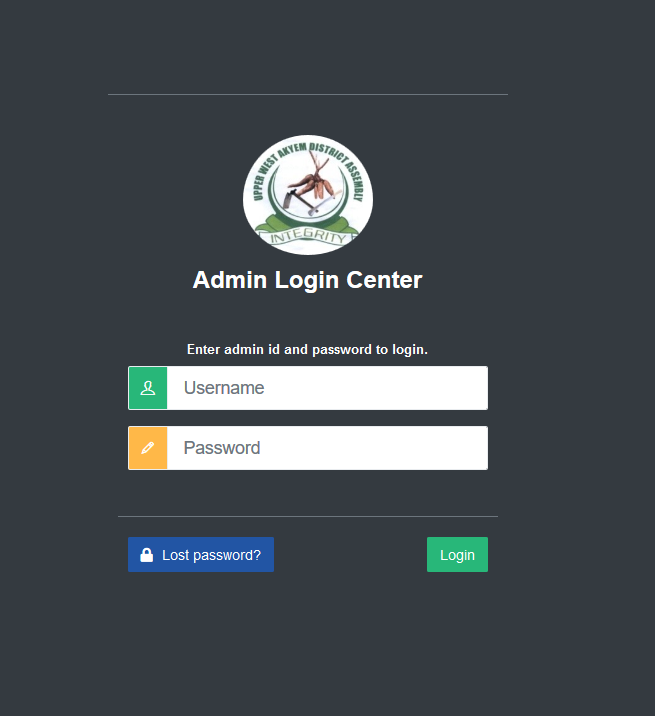 UPPER WEST AKYEM DISTRICT ASSEMBLY
INTEGRITY
Admin Login Center
Enter admin id and password to login.
Username
Password
Lost password?
Login